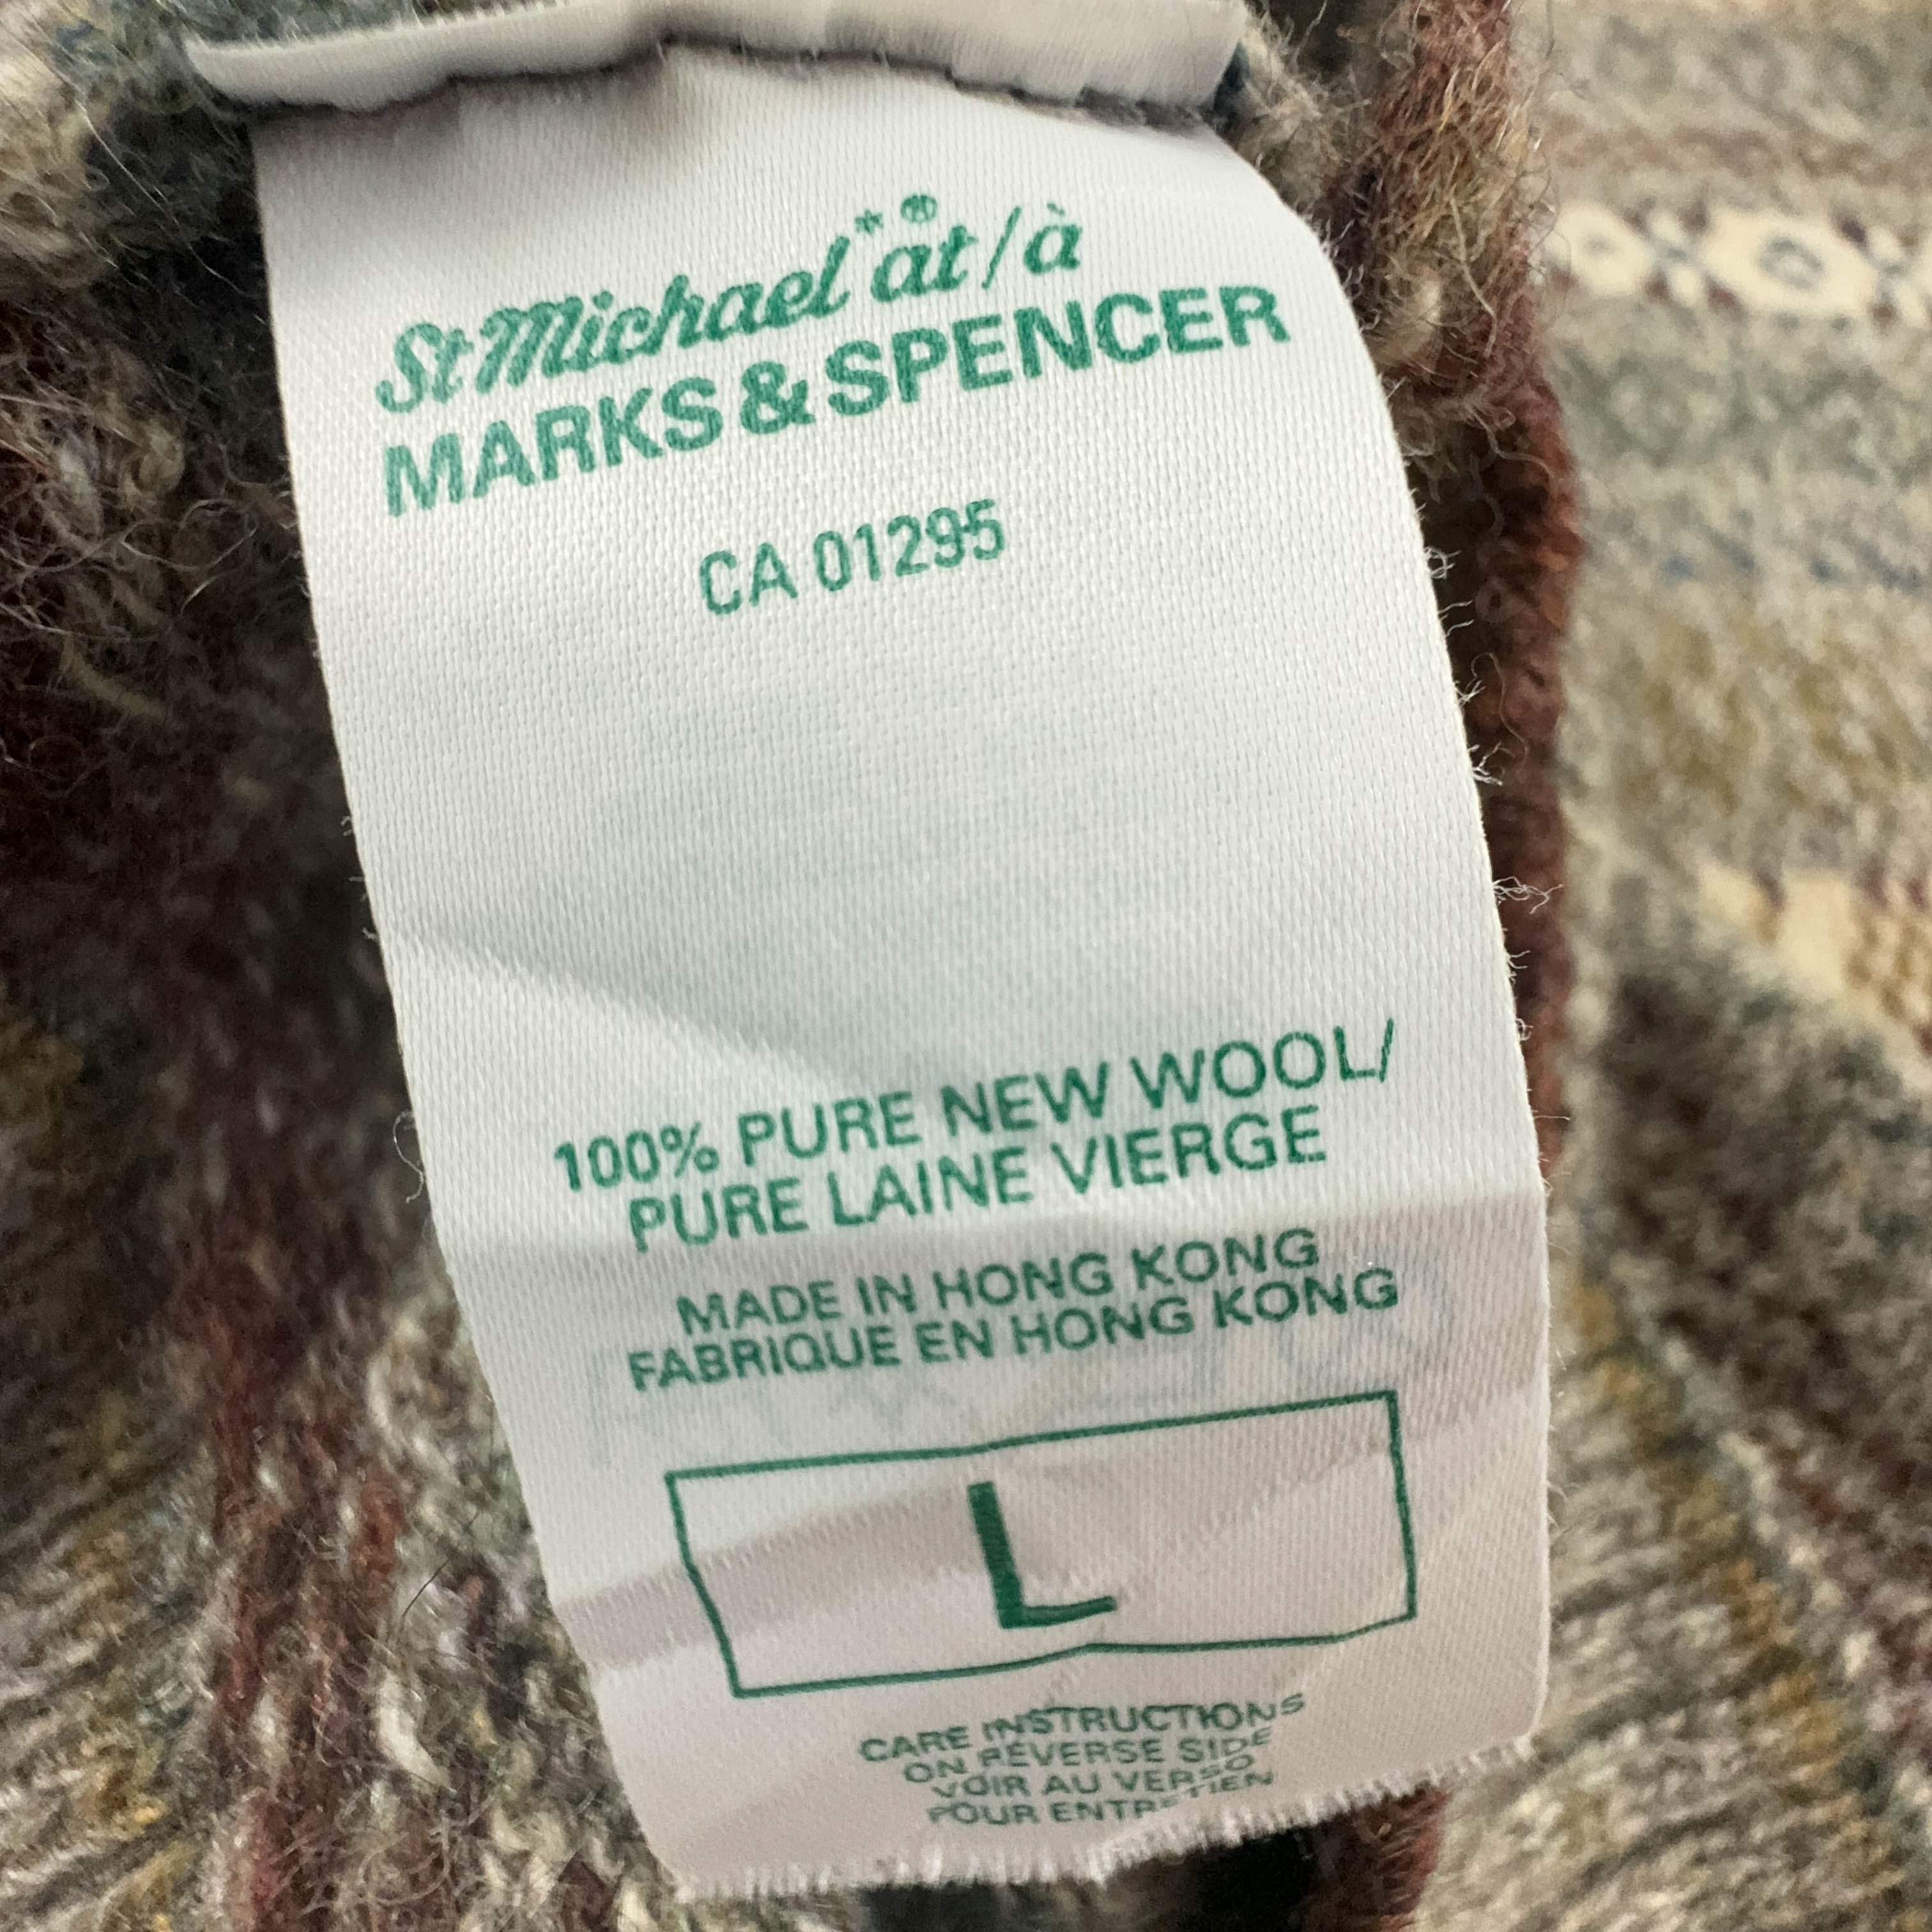 St Michael*® at/à
MARKS & SPENCER
CA 01295
100% PURE NEW WOOL/
PURE LAINE VIERGE
MADE IN HONG KONG
FABRIQUE EN HONG KONG
L
CARE INSTRUCTIONS
ON REVERSE SIDE
VOIR AU VERSO
POUR ENTRETIEN